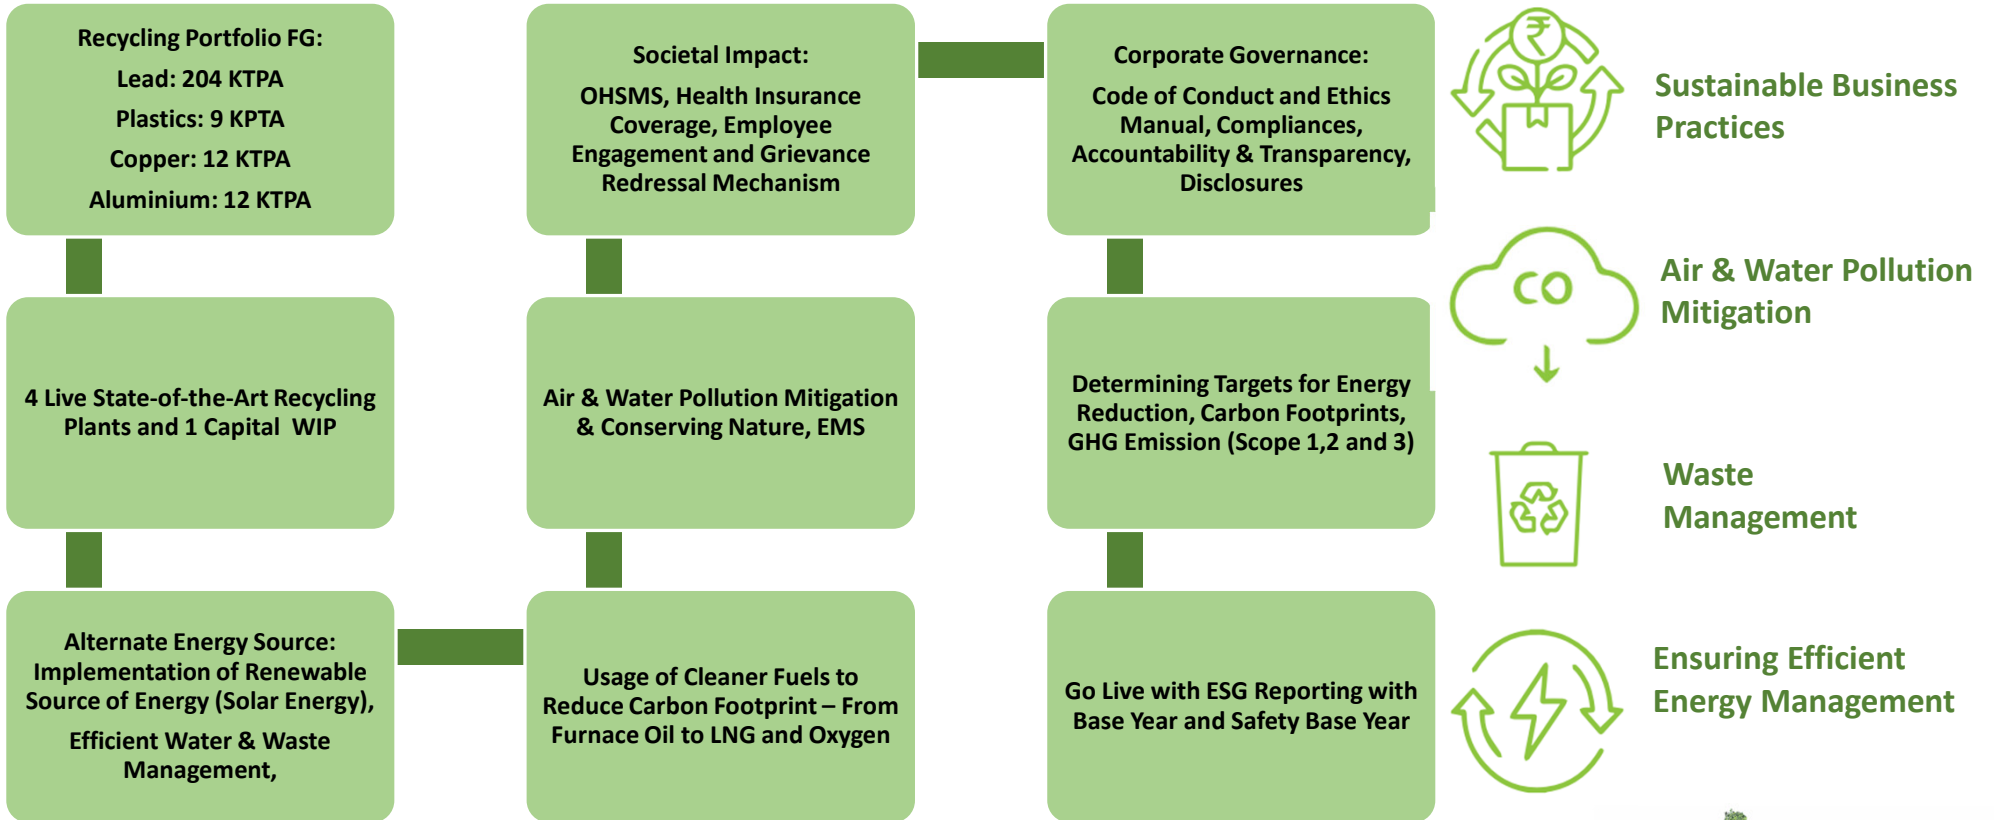 Recycling Portfolio FG:
Lead: 204 KTPA
Plastics: 9 KPTA
Copper: 12 KTPA
Aluminium: 12 KTPA
4 Live State-of-the-Art Recycling
Plants and 1 Capital WIP
Alternate Energy Source:
Implementation of Renewable
Source of Energy (Solar Energy),
Efficient Water & Waste
Management,
Usage of Cleaner Fuels to
Reduce Carbon Footprint – From
Furnace Oil to LNG and Oxygen
Air & Water Pollution Mitigation
& Conserving Nature, EMS
Societal Impact:
OHSMS, Health Insurance
Coverage, Employee
Engagement and Grievance
Redressal Mechanism
Corporate Governance:
Code of Conduct and Ethics
Manual, Compliances,
Accountability & Transparency,
Disclosures
Determining Targets for Energy
Reduction, Carbon Footprints,
GHG Emission (Scope 1,2 and 3)
Go Live with ESG Reporting with
Base Year and Safety Base Year
₹
Sustainable Business
Practices
CO
Air & Water Pollution
Mitigation
Waste
Management
Ensuring Efficient
Energy Management